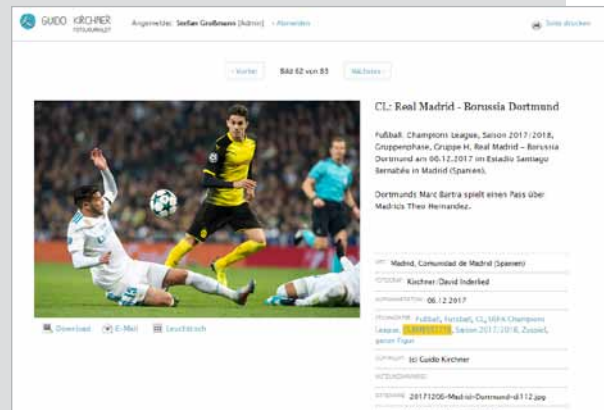 GUIDO KIRCHNER
Angemeldet: Stefan Großmann [Admin] › Abmelden
Seite drucken
‹ Vorher Bild 62 von 85 Nächstes ›
CL: Real Madrid - Borussia Dortmund
Fußball: Champions League, Saison 2017/2018,
Gruppenphase, Gruppe H, Real Madrid – Borussia
Dortmund am 06.12.2017 im Estadio Santiago
Bernabéu in Madrid (Spanien).
Dortmunds Marc Bartra spielt einen Pass über
Madrids Theo Hernandez.
Madrid, Comunidad de Madrid (Spanien)
Kirchner/David Inderlied
06.12.2017
Fußball, CL, UEFA Champions
League, Saison 2017/2018, Zuspiel,
ganze Figur
(c) Guido Kirchner
20171206-Madrid-Dortmund-di112.jpg
Download E-Mail Leuchttisch